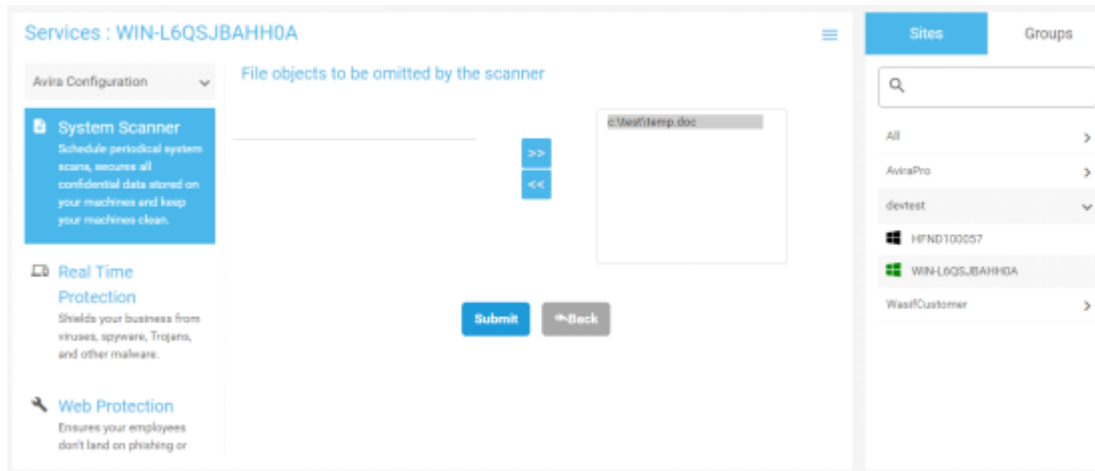 Services : WIN-L6QSJBAHH0A
Avira Configuration
System Scanner
Schedule periodical system
scans, secures all
confidential data stored on
your machines and keep
your machines clean.
Real Time
Protection
Shields your business from
viruses, spyware, Trojans,
and other malware.
Web Protection
Ensures your employees
don't land on phishing or
File objects to be omitted by the scanner
>>
<<
c:\test\temp.doc
Submit
Back
Sites
Groups
All
AviraPro
devtest
HFND100057
WIN-L6QSJBAHH0A
WasifCustomer